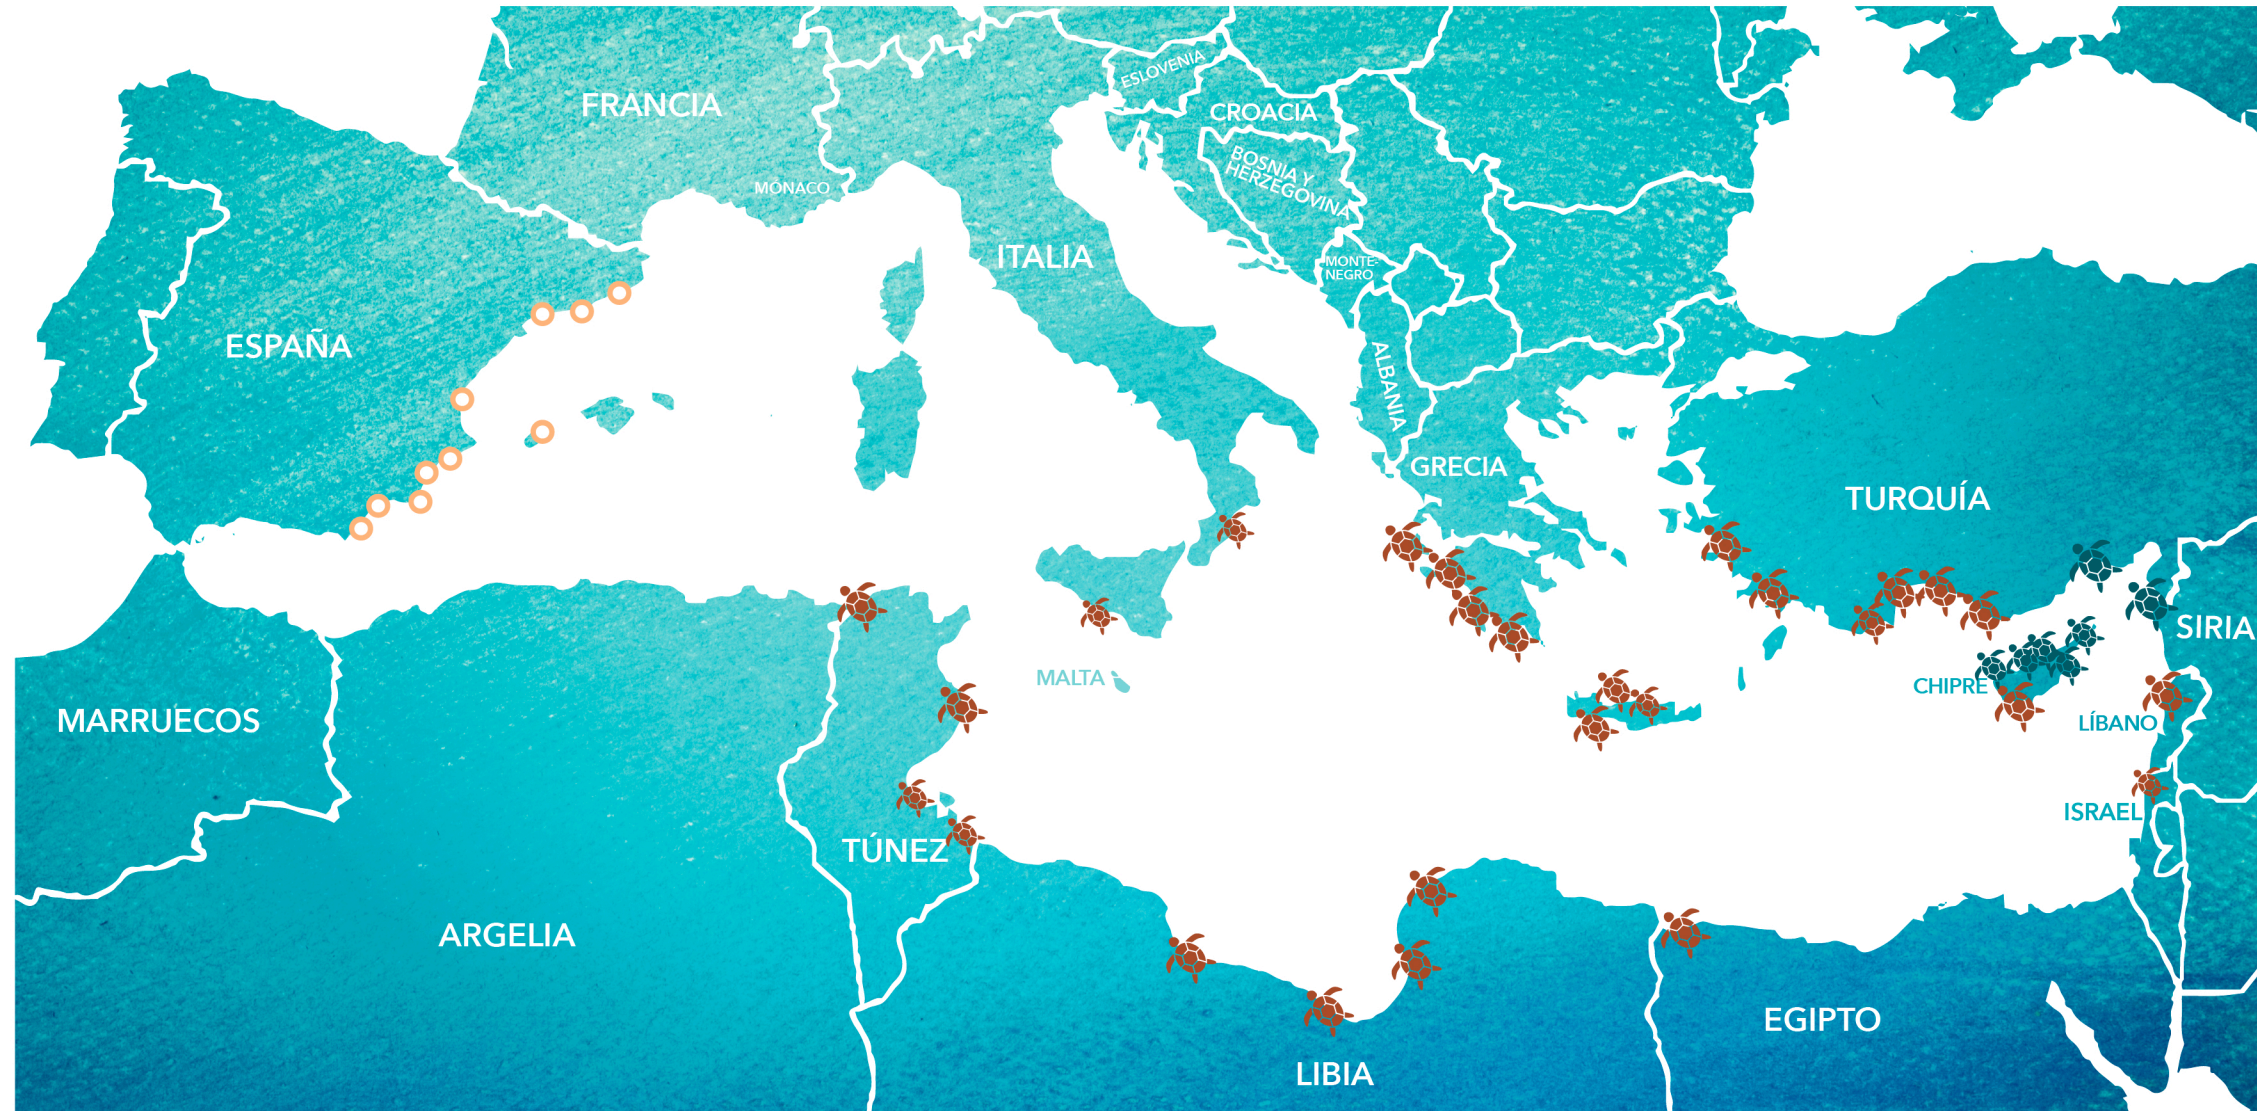 ESLOVENIA
FRANCIA
CROACIA
BOSNIA Y
HERZEGOVINA
MÓNACO
ITALIA
MONTE-
NEGRO
ESPAÑA
ALBANIA
GRECIA
TURQUÍA
SIRIA
MALTA
CHIPRE
MARRUECOS
LÍBANO
ISRAEL
TÚNEZ
ARGELIA
EGIPTO
LIBIA